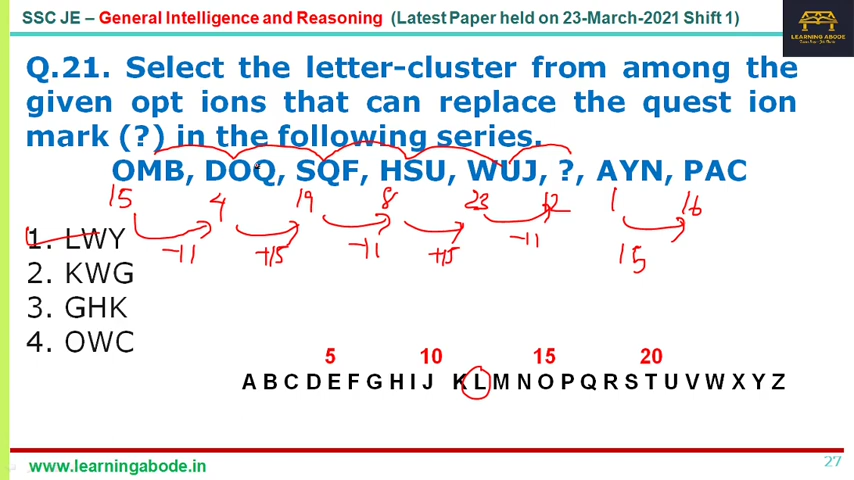 SSC JE – General Intelligence and Reasoning (Latest Paper held on 23-March-2021 Shift 1)
LEARNING ABODE
Q.21. Select the letter-cluster from among the
given opt ions that can replace the quest ion
mark (?) in the following series.
OMB, DOQ, SQF, HSU, WUJ, ?, AYN, PAC
15 4 19 8 23 12 1 16
-11 +15 -11 +15 -11 15
1. LWY
2. KWG
3. GHK
4. OWC
5 10 15 20
A B C D E F G H I J K L M N O P Q R S T U V W X Y Z
www.learningabode.in
27